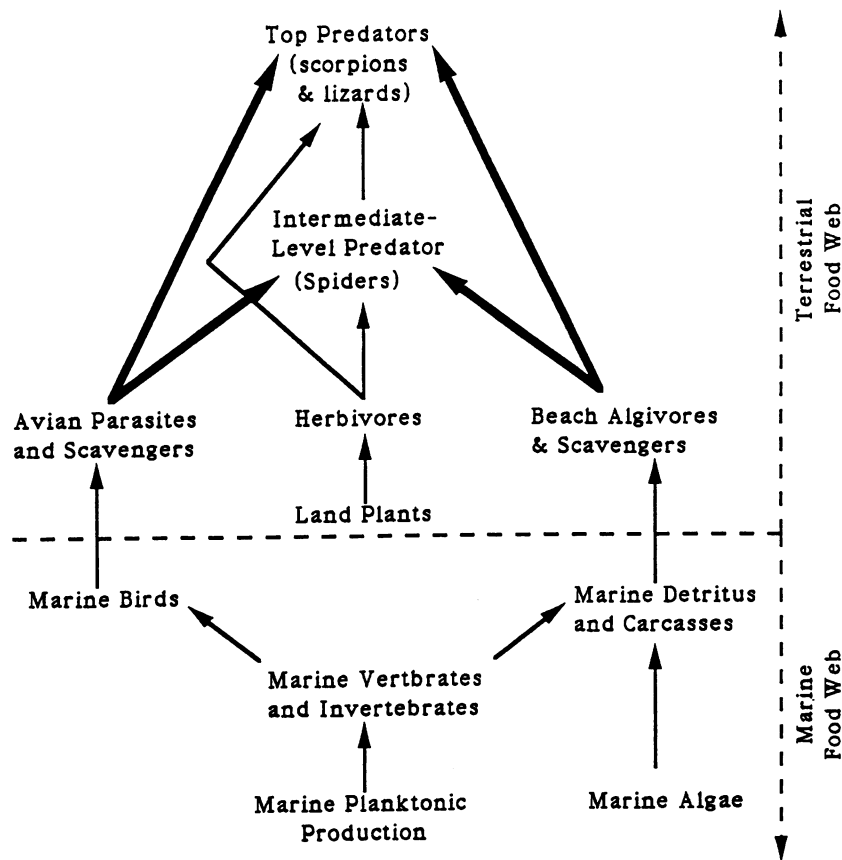 Top Predators
(scorpions
& lizards)
Intermediate-
Level Predator
(Spiders)
Avian Parasites
and Scavengers
Herbivores
Beach Algivores
& Scavengers
Land Plants
Terrestrial
Food Web
Marine Birds
Marine Detritus
and Carcasses
Marine Vertbrates
and Invertebrates
Marine Planktonic
Production
Marine Algae
Marine
Food Web